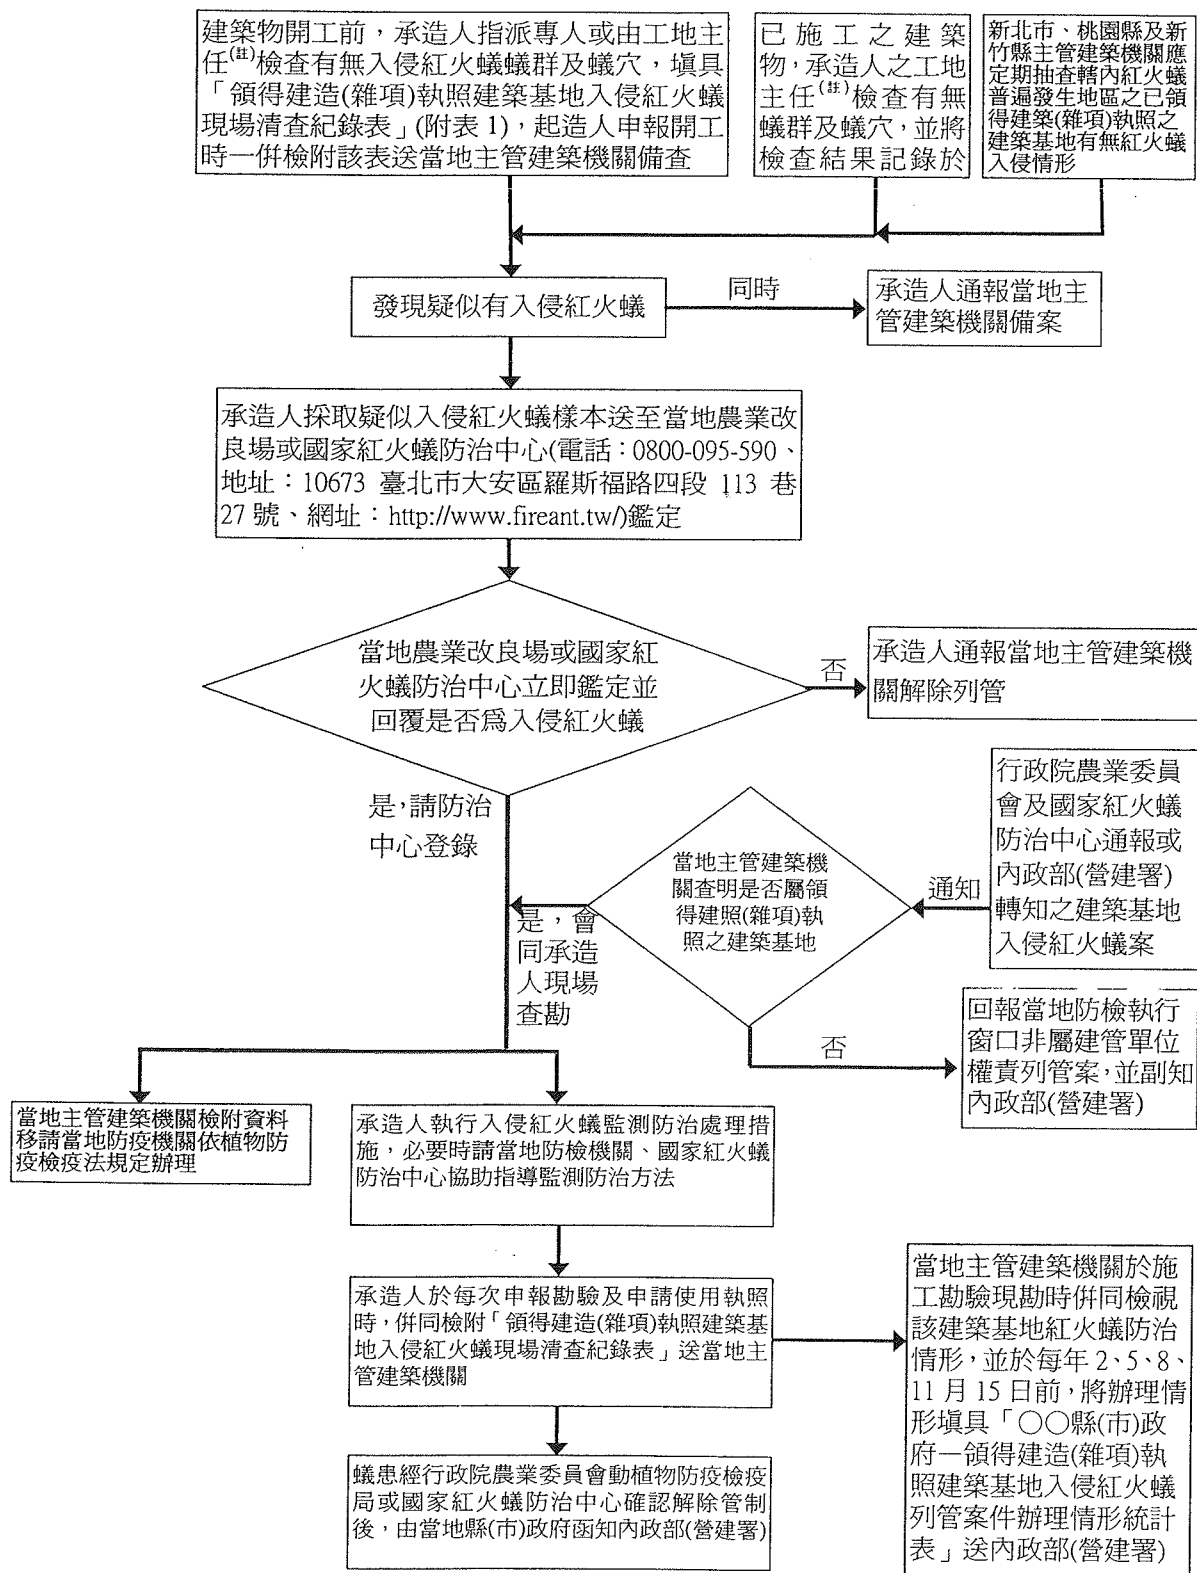 建築物開工前，承造人指派專人或由工地主
任(註)檢查有無入侵紅火蟻蟻群及蟻穴，填具
「領得建造(雜項)執照建築基地入侵紅火蟻
現場清查紀錄表」(附表1)，起造人申報開工
時一併檢附該表送當地主管建築機關備查
已施工之建築
物，承造人之工地
主任(註)檢查有無
蟻群及蟻穴，並將
檢查結果記錄於
新北市、桃園縣及新
竹縣主管建築機關應
定期抽查轄內紅火蟻
普遍發生地區之已領
得建築(雜項)執照之
建築基地有無紅火蟻
入侵情形
發現疑似有入侵紅火蟻
同時
承造人通報當地主
管建築機關備案
承造人採取疑似入侵紅火蟻樣本送至當地農業改
良場或國家紅火蟻防治中心(電話：0800-095-590、
地址：10673 臺北市大安區羅斯福路四段 113 巷
27 號、網址：http://www.fireant.tw/)鑑定
當地農業改良場或國家紅
火蟻防治中心立即鑑定並
回覆是否為入侵紅火蟻
否
承造人通報當地主管建築機
關解除列管
是，請防治
中心登錄
行政院農業委員
會及國家紅火蟻
防治中心通報或
內政部(營建署)
轉知之建築基地
入侵紅火蟻案
通知
當地主管建築機
關查明是否屬領
得建照(雜項)執
照之建築基地
是，會
同承造
人現場
查勘
否
回報當地防檢執行
窗口非屬建管單位
權責列管案，並副知
內政部(營建署)
當地主管建築機關檢附資料
移請當地防疫機關依植物防
疫檢疫法規定辦理
承造人執行入侵紅火蟻監測防治處理措
施，必要時請當地防檢機關、國家紅火蟻
防治中心協助指導監測防治方法
承造人於每次申報勘驗及申請使用執照
時，併同檢附「領得建造(雜項)執照建築基
地入侵紅火蟻現場清查紀錄表」送當地主
管建築機關
當地主管建築機關於施
工勘驗現勘時併同檢視
該建築基地紅火蟻防治
情形，並於每年 2、5、8、
11 月 15 日前，將辦理情
形填具「○○縣(市)政
府—領得建造(雜項)執
照建築基地入侵紅火蟻
列管案件辦理情形統計
表」送內政部(營建署)
蟻患經行政院農業委員會動植物防疫檢疫
局或國家紅火蟻防治中心確認解除管制
後，由當地縣(市)政府函知內政部(營建署)